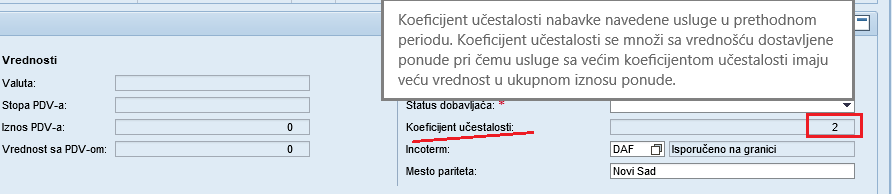 Koeficijent učestalosti nabavke navedene usluge u prethodnom
periodu. Koeficijent učestalosti se množi sa vrednošću dostavljene
ponude pri čemu usluge sa većim koeficijentom učestalosti imaju
veću vrednost u ukupnom iznosu ponude.
Vrednosti
Valuta:
Stopa PDV-a:
Iznos PDV-a: 0
Vrednost sa PDV-om: 0
Status dobavljača: *
Koeficijent učestalosti: 2
Incoterm: DAF Isporučeno na granici
Mesto pariteta: Novi Sad